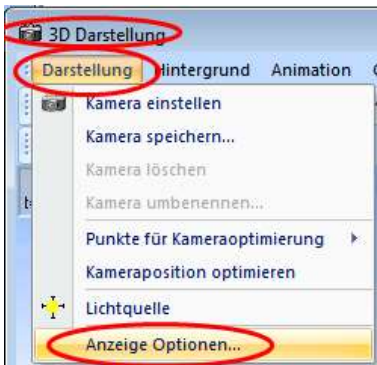 3D Darstellung
Darstellung Hintergrund Animation
Kamera einstellen
Kamera speichern...
Kamera löschen
Kamera umbenennen...
Punkte für Kameraoptimierung
Kameraposition optimieren
Lichtquelle
Anzeige Optionen...